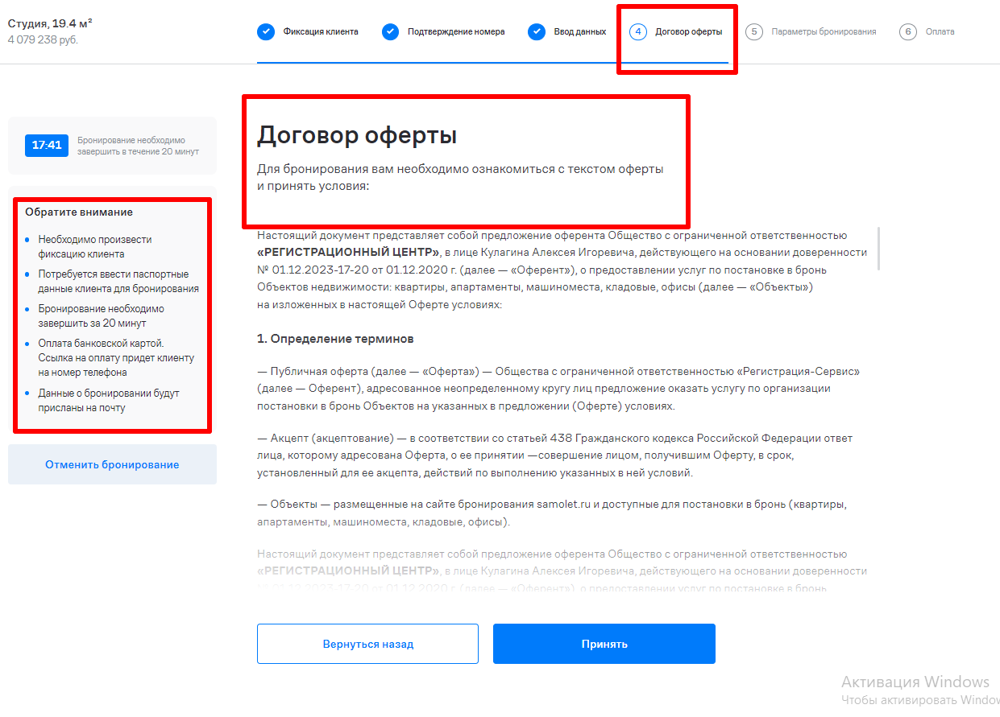 Студия, 19.4 м²
4 079 238 руб.
Фиксация клиента
Подтверждение номера
Ввод данных
4 Договор оферты
5 Параметры бронирования
6 Оплата
17:41
Бронирование необходимо
завершить в течение 20 минут
Обратите внимание
Необходимо произвести
фиксацию клиента
Потребуется ввести паспортные
данные клиента для бронирования
Бронирование необходимо
завершить за 20 минут
Оплата банковской картой.
Ссылка на оплату придет клиенту
на номер телефона
Данные о бронировании будут
присланы на почту
Отменить бронирование
Договор оферты
Для бронирования вам необходимо ознакомиться с текстом оферты
и принять условия:
Настоящий документ представляет собой предложение оферента Общество с ограниченной ответственностью
«РЕГИСТРАЦИОННЫЙ ЦЕНТР», в лице Кулагина Алексея Игоревича, действующего на основании доверенности
№ 01.12.2023-17-20 от 01.12.2020 г. (далее — «Оферент»), о предоставлении услуг по постановке в бронь
Объектов недвижимости: квартиры, апартаменты, машиноместа, кладовые, офисы (далее — «Объекты»)
на изложенных в настоящей Оферте условиях:
1. Определение терминов
— Публичная оферта (далее — «Оферта») — Общества с ограниченной ответственностью «Регистрация-Сервис»
(далее — Оферент), адресованное неопределенному кругу лиц предложение оказать услугу по организации
постановки в бронь Объектов на указанных в предложении (Оферте) условиях.
— Акцепт (акцептование) — в соответствии со статьей 438 Гражданского кодекса Российской Федерации ответ
лица, которому адресована Оферта, о ее принятии —совершение лицом, получившим Оферту, в срок,
установленный для ее акцепта, действий по выполнению указанных в ней условий.
— Объекты — размещенные на сайте бронирования samolet.ru и доступные для постановки в бронь (квартиры,
апартаменты, машиноместа, кладовые, офисы).
Настоящий документ представляет собой предложение оферента Общество с ограниченной ответственностью
«РЕГИСТРАЦИОННЫЙ ЦЕНТР», в лице Кулагина Алексея Игоревича, действующего на основании доверенности
№ 01.12.2023-17-20 от 01.12.2020 г. (далее — «Оферент»), о предоставлении услуг по постановке в бронь
Вернуться назад
Принять
Активация Windows
Чтобы активировать Window